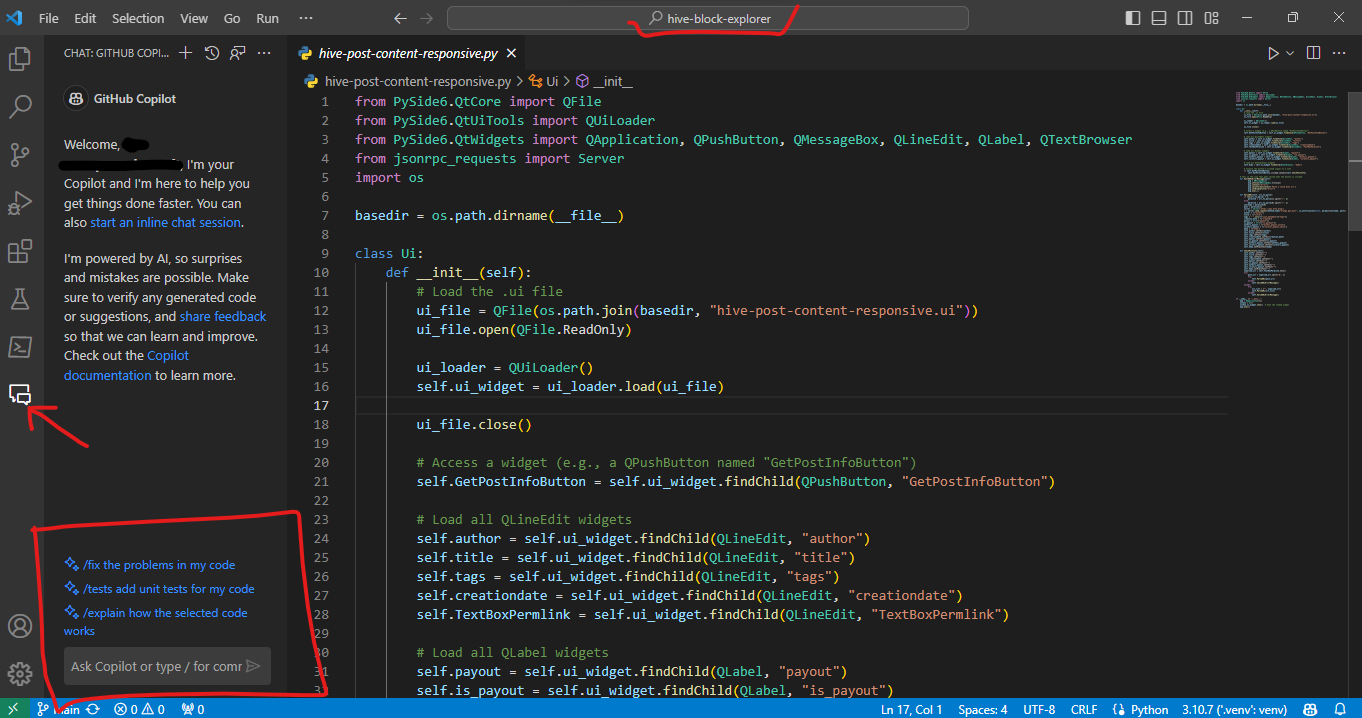 File Edit Selection View Go Run ···
hive-block-explorer
CHAT: GITHUB COPI...
GitHub Copilot
Welcome,
, I'm your
Copilot and I'm here to help you
get things done faster. You can
also start an inline chat session.
I'm powered by AI, so surprises
and mistakes are possible. Make
sure to verify any generated code
or suggestions, and share feedback
so that we can learn and improve.
Check out the Copilot
documentation to learn more.
/fix the problems in my code
/tests add unit tests for my code
/explain how the selected code
works
Ask Copilot or type / for comm
hive-post-content-responsive.py
hive-post-content-responsive.py > Ui > __init__
1 from PySide6.QtCore import QFile
2 from PySide6.QtUiTools import QUiLoader
3 from PySide6.QtWidgets import QApplication, QPushButton, QMessageBox, QLineEdit, QLabel, QTextBrowser
4 from jsonrpc_requests import Server
5 import os
6
7 basedir = os.path.dirname(__file__)
8
9 class Ui:
10 def __init__(self):
11 # Load the .ui file
12 ui_file = QFile(os.path.join(basedir, "hive-post-content-responsive.ui"))
13 ui_file.open(QFile.ReadOnly)
14
15 ui_loader = QUiLoader()
16 self.ui_widget = ui_loader.load(ui_file)
17
18 ui_file.close()
19
20 # Access a widget (e.g., a QPushButton named "GetPostInfoButton")
21 self.GetPostInfoButton = self.ui_widget.findChild(QPushButton, "GetPostInfoButton")
22
23 # Load all QLineEdit widgets
24 self.author = self.ui_widget.findChild(QLineEdit, "author")
25 self.title = self.ui_widget.findChild(QLineEdit, "title")
26 self.tags = self.ui_widget.findChild(QLineEdit, "tags")
27 self.creationdate = self.ui_widget.findChild(QLineEdit, "creationdate")
28 self.TextBoxPermlink = self.ui_widget.findChild(QLineEdit, "TextBoxPermlink")
29
30 # Load all QLabel widgets
31 self.payout = self.ui_widget.findChild(QLabel, "payout")
32 self.is_payout = self.ui_widget.findChild(QLabel, "is_payout")
main 0 0 0 Ln 17, Col 1 Spaces: 4 UTF-8 CRLF Python 3.10.7 ('.venv': venv)